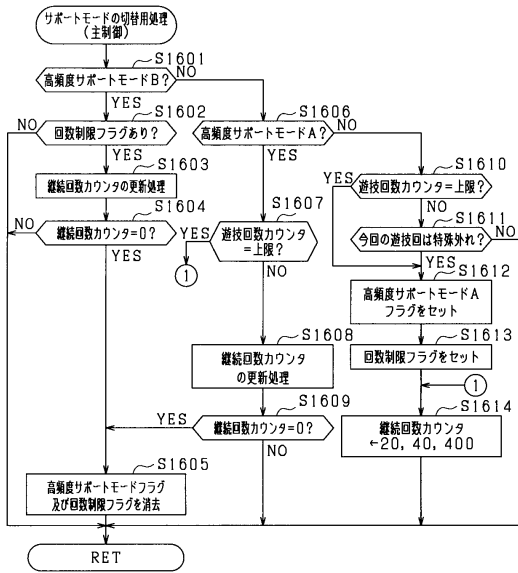 サポートモードの切替用処理
(主制御)
S1601
高頻度サポートモードB?
NO
YES
S1602
回数制限フラグあり?
NO
YES
S1603
継続回数カウンタの更新処理
S1604
継続回数カウンタ=0?
NO
YES
S1605
高頻度サポートモードフラグ
及び回数制限フラグを消去
RET
S1606
高頻度サポートモードA?
NO
YES
S1607
遊技回数カウンタ
=上限?
YES
1
NO
S1608
継続回数カウンタ
の更新処理
S1609
継続回数カウンタ=0?
YES
NO
S1610
遊技回数カウンタ=上限?
YES
NO
S1611
今回の遊技回は特殊外れ?
NO
YES
S1612
高頻度サポートモードA
フラグをセット
S1613
回数制限フラグをセット
1
S1614
継続回数カウンタ
←20, 40, 400